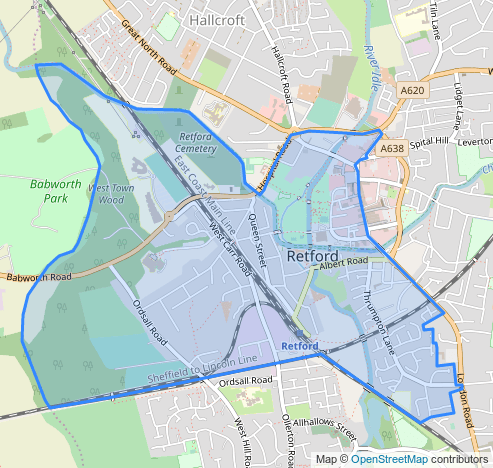 Hallcroft
Great North Road
Hallcroft Road
River Idle
Tiln Lane
A620
Lidget Lane
W
Spital Hill
Leverton
A638
Retford
Cemetery
Hospital Road
Babworth
Park
West Town
Wood
East Coast Main Line
West Carr Road
Queen Street
Che
Retford
Albert Road
Babworth Road
Ordsall Road
Thrumpton Lane
Retford
Sheffield to Lincoln Line
Ordsall Road
London Road
West Hill Road
Ollerton Road
Allhallows Street
Map © OpenStreetMap contributors